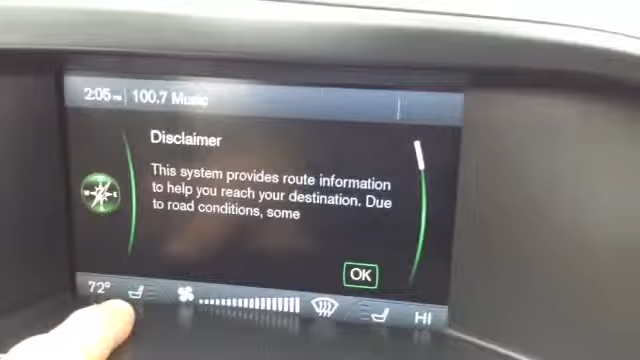 2:05 PM 100.7 Music
Disclaimer
This system provides route information
to help you reach your destination. Due
to road conditions, some
OK
72° HI